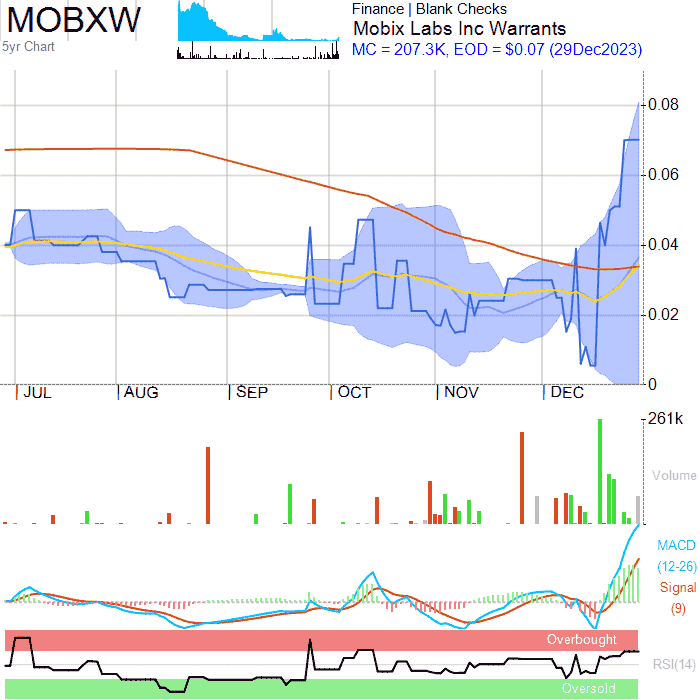 MOBXW
5yr Chart
Finance | Blank Checks
Mobix Labs Inc Warrants
MC = 207.3K, EOD = $0.07 (29Dec2023)
0.08
0.06
0.04
0.02
0
JUL AUG SEP OCT NOV DEC
261k
Volume
MACD
(12-26)
Signal
(9)
Overbought
RSI(14)
Oversold